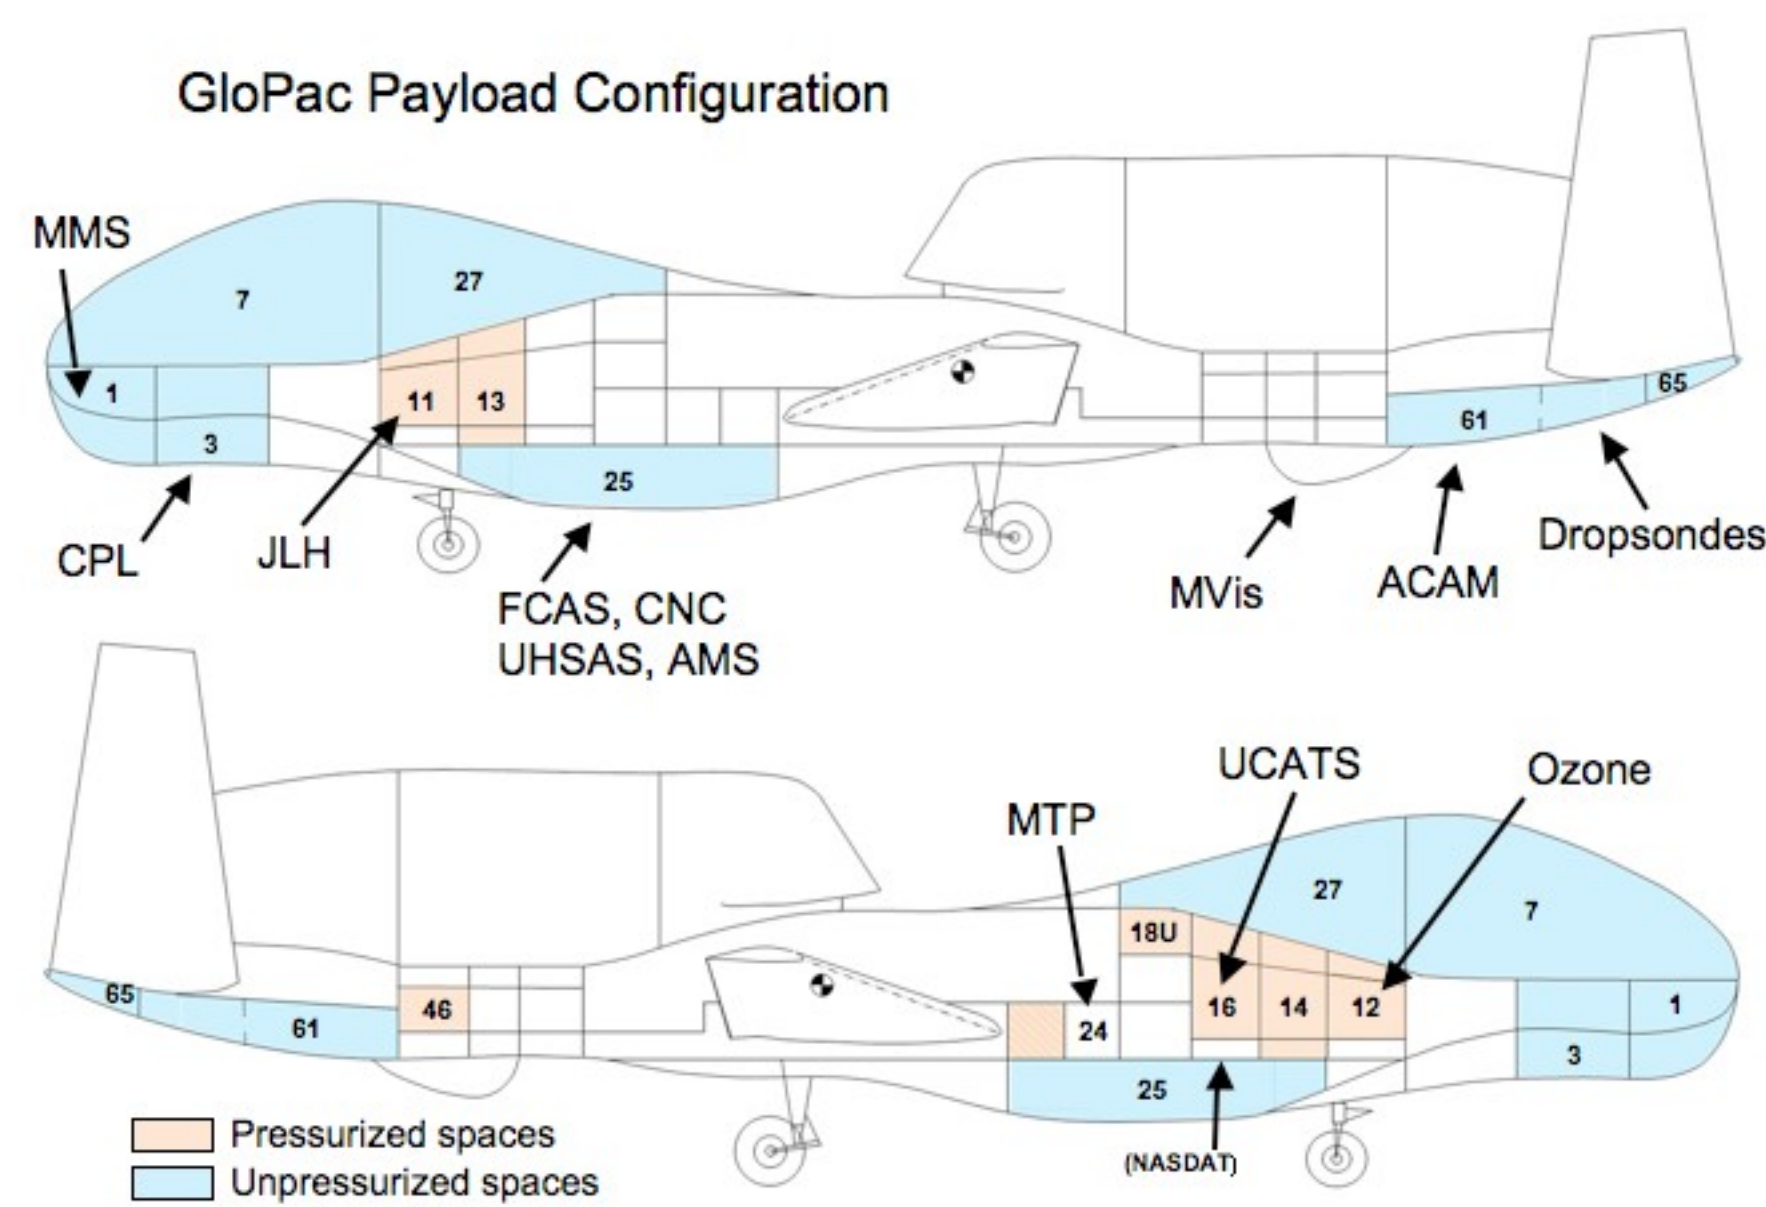 GloPac Payload Configuration
MMS
7
27
1
11
13
3
25
61
65
CPL
JLH
FCAS, CNC
UHSAS, AMS
MVis
ACAM
Dropsondes
UCATS
Ozone
MTP
27
7
18U
65
61
46
24
16
14
12
1
3
25
(NASDAT)
Pressurized spaces
Unpressurized spaces